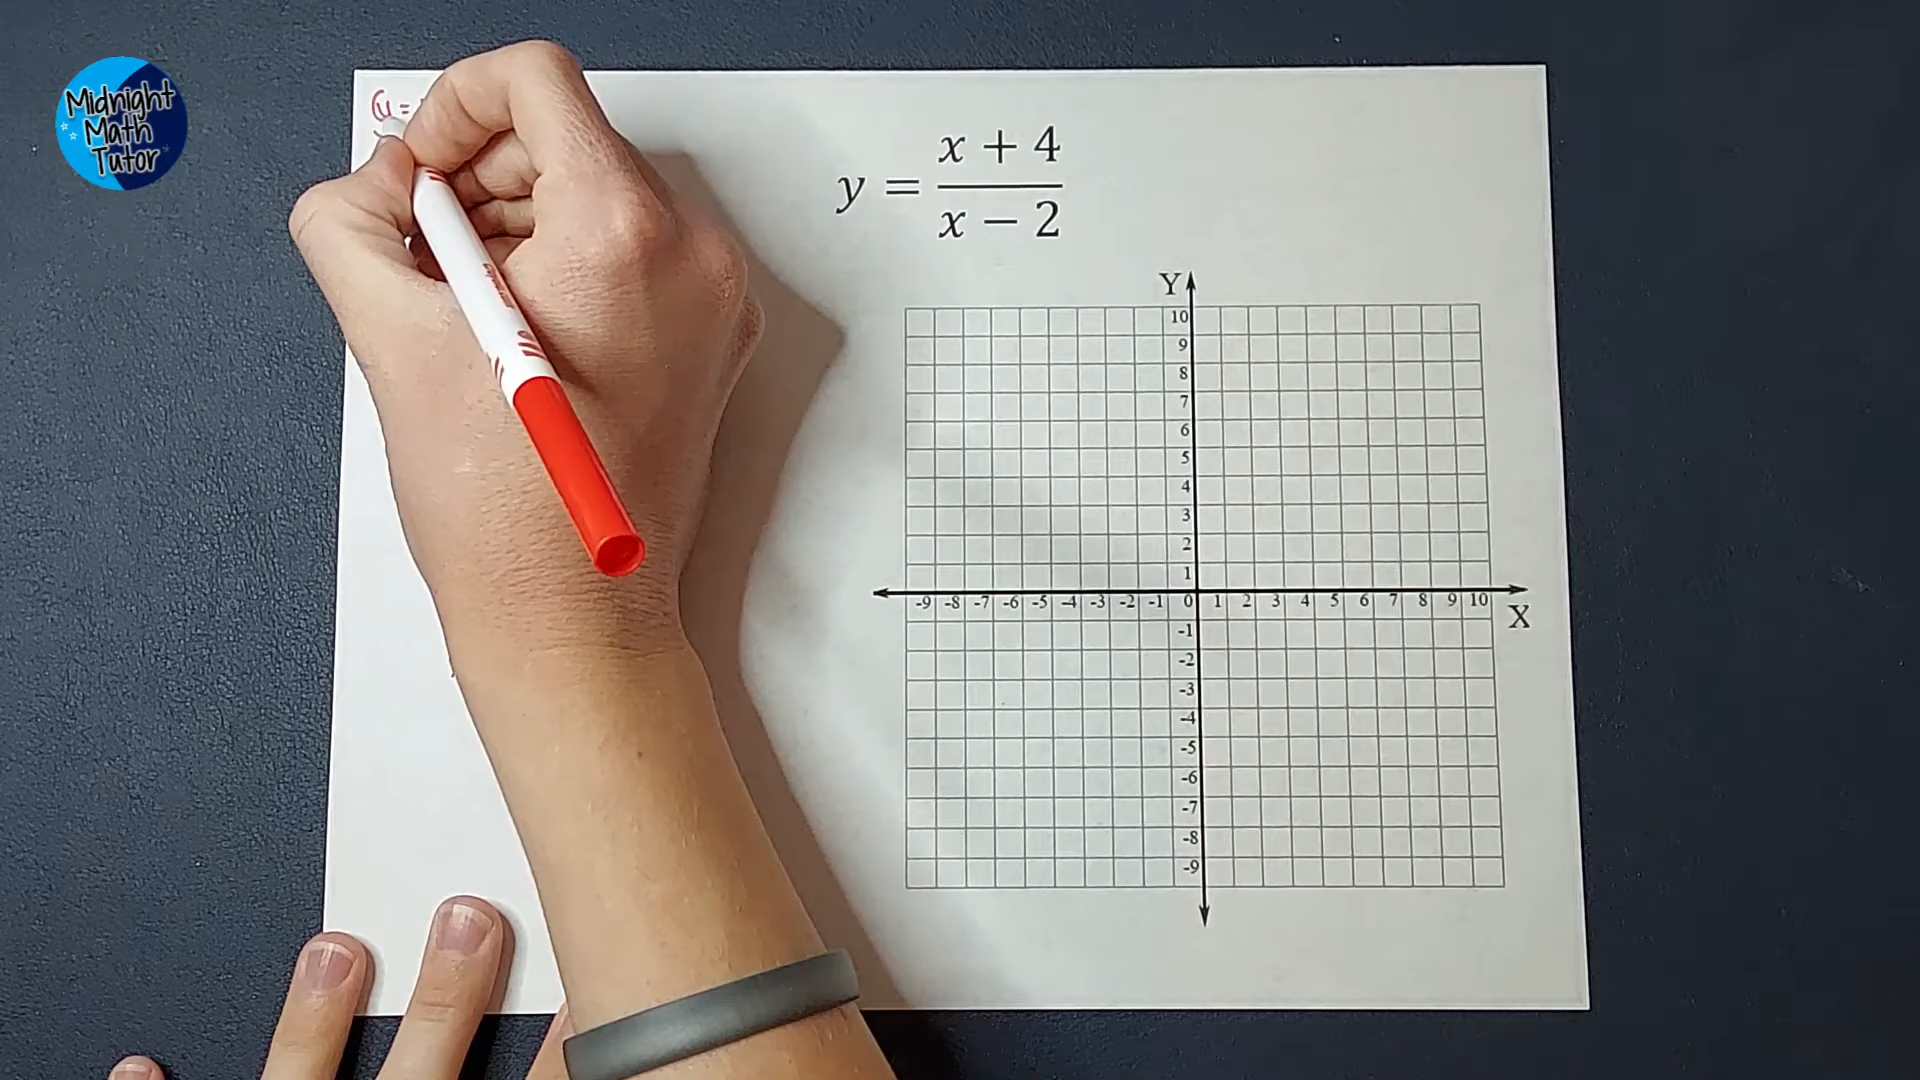 Midnight
Math
Tutor
y =
y = \frac{x + 4}{x - 2}
Y
10
9
8
7
6
5
4
3
2
1
-9 -8 -7 -6 -5 -4 -3 -2 -1 0 1 2 3 4 5 6 7 8 9 10
X
-1
-2
-3
-4
-5
-6
-7
-8
-9